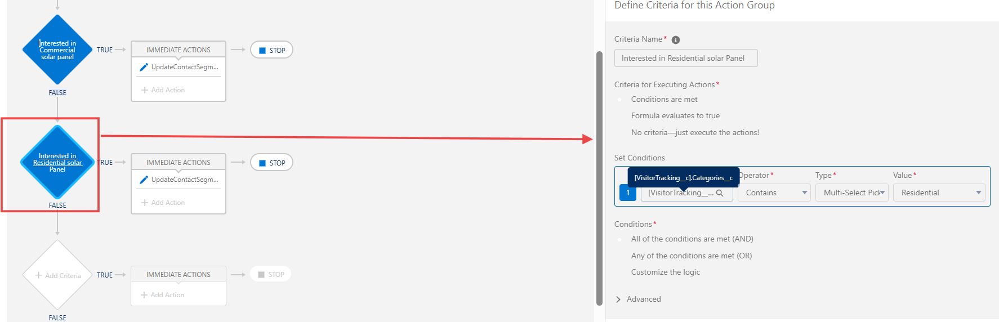 Interested in
Commercial
solar panel
TRUE
IMMEDIATE ACTIONS
UpdateContactSegm...
+ Add Action
STOP
FALSE
Interested in
Residential solar
Panel
TRUE
IMMEDIATE ACTIONS
UpdateContactSegm...
+ Add Action
STOP
FALSE
+ Add Criteria
TRUE
IMMEDIATE ACTIONS
+ Add Action
STOP
FALSE
Define Criteria for this Action Group
Criteria Name*
Interested in Residential solar Panel
Criteria for Executing Actions*
Conditions are met
Formula evaluates to true
No criteria—just execute the actions!
Set Conditions
[VisitorTracking__c].Categories__c
Operator* Type* Value*
1 [VisitorTracking__... Contains Multi-Select Pick Residential
Conditions*
All of the conditions are met (AND)
Any of the conditions are met (OR)
Customize the logic
Advanced